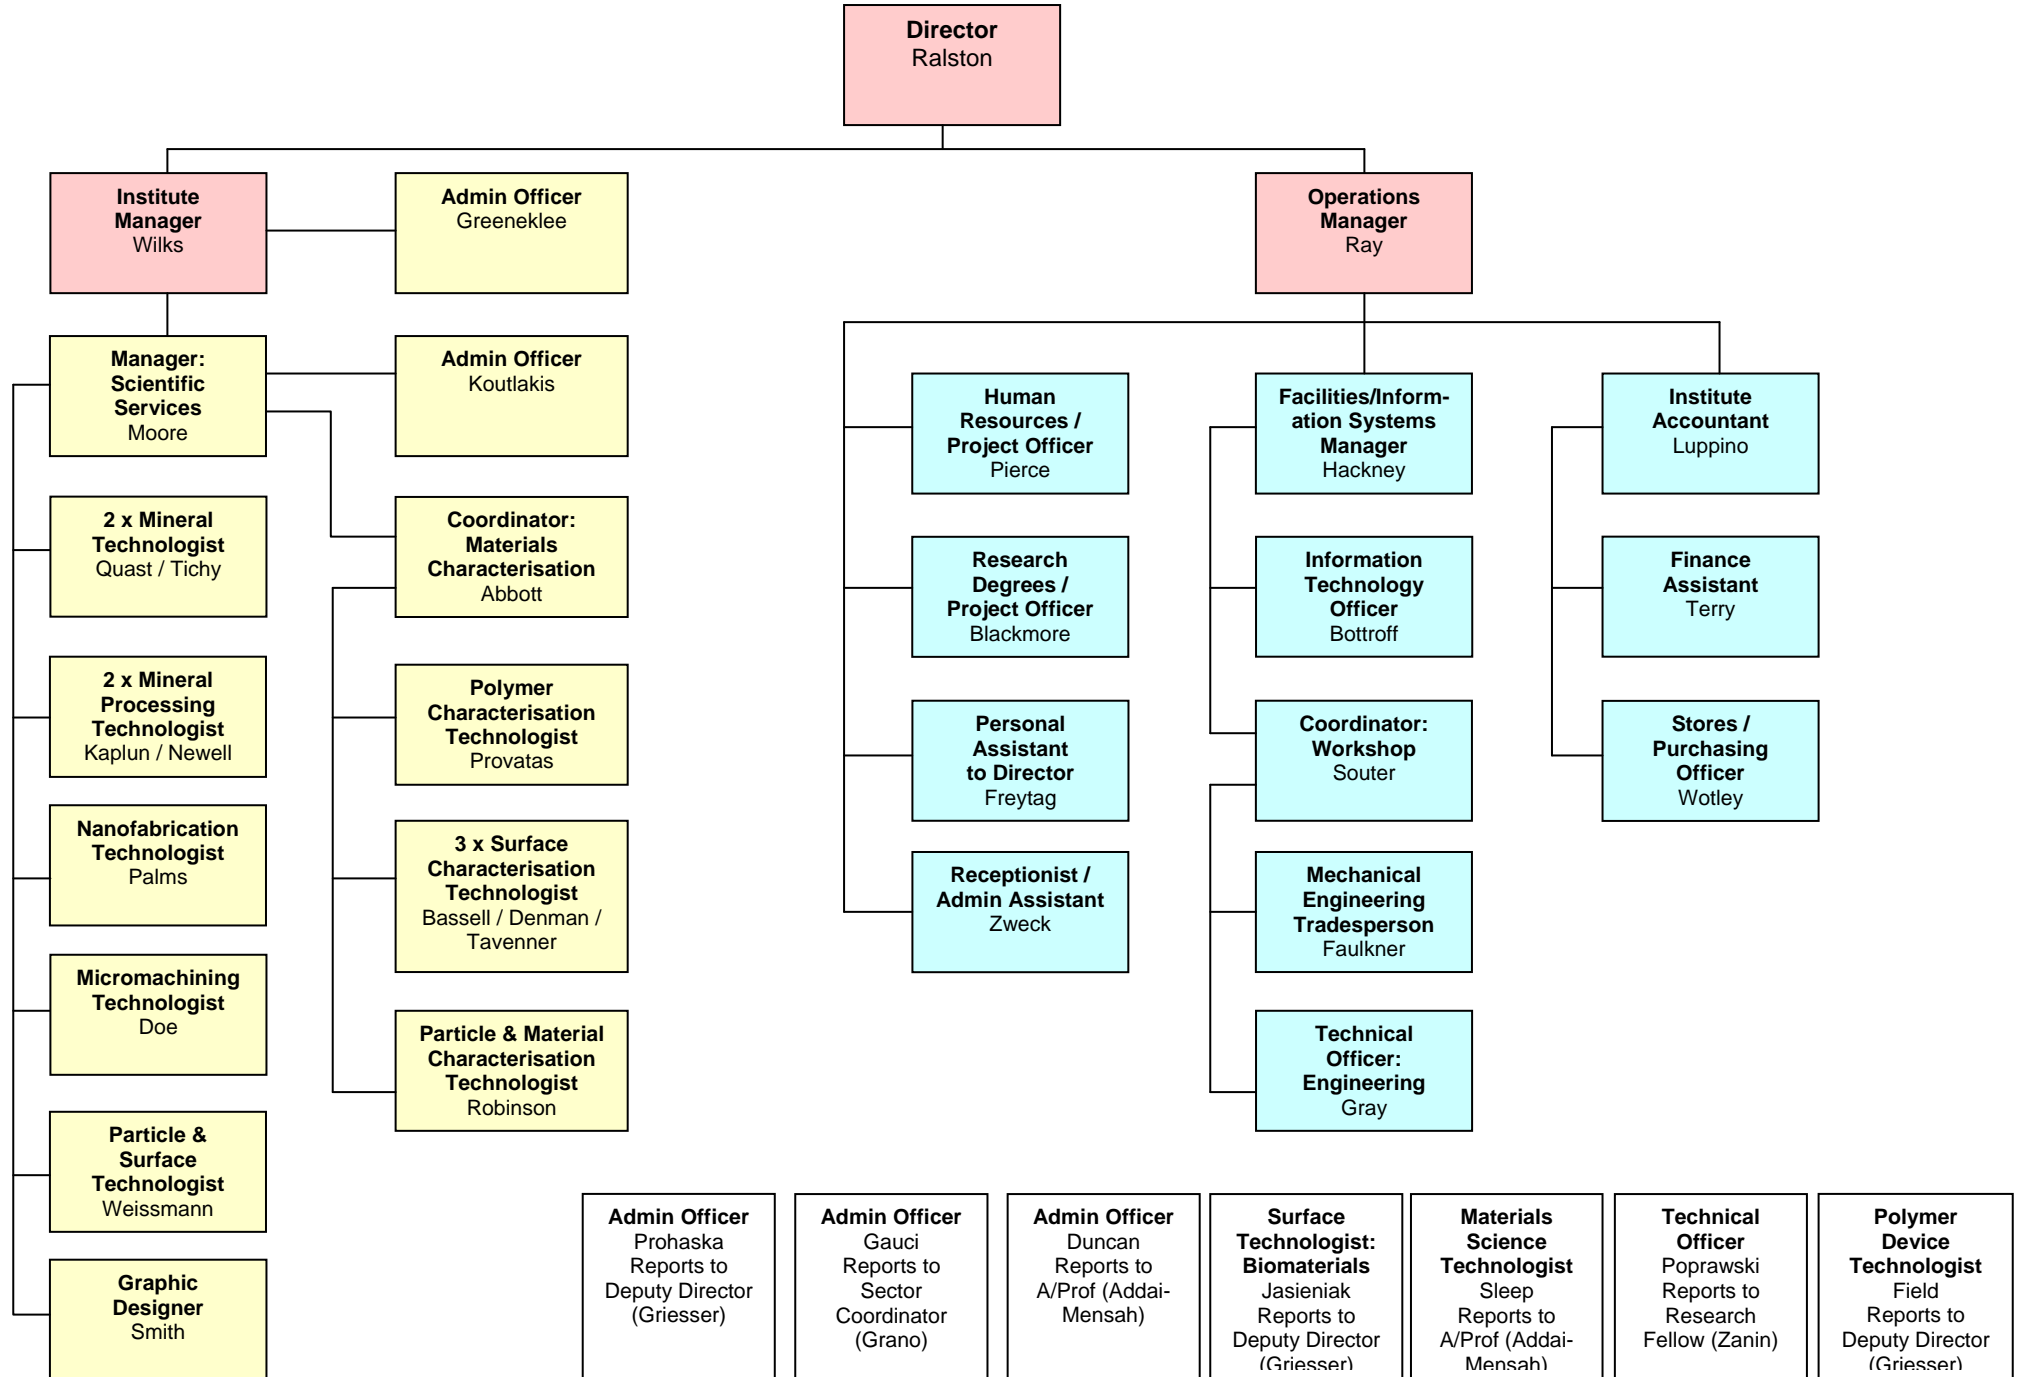 Director
Ralston
Institute
Manager
Wilks
Admin Officer
Greeneklee
Operations
Manager
Ray
Manager:
Scientific
Services
Moore
Admin Officer
Koutlakis
Human
Resources /
Project Officer
Pierce
Facilities/Inform-
ation Systems
Manager
Hackney
Institute
Accountant
Luppino
2 x Mineral
Technologist
Quast / Tichy
Coordinator:
Materials
Characterisation
Abbott
Research
Degrees /
Project Officer
Blackmore
Information
Technology
Officer
Bottroff
Finance
Assistant
Terry
2 x Mineral
Processing
Technologist
Kaplun / Newell
Polymer
Characterisation
Technologist
Provatas
Personal
Assistant
to Director
Freytag
Coordinator:
Workshop
Souter
Stores /
Purchasing
Officer
Wotley
Nanofabrication
Technologist
Palms
3 x Surface
Characterisation
Technologist
Bassell / Denman /
Tavenner
Receptionist /
Admin Assistant
Zweck
Mechanical
Engineering
Tradesperson
Faulkner
Micromachining
Technologist
Doe
Particle & Material
Characterisation
Technologist
Robinson
Technical
Officer:
Engineering
Gray
Particle &
Surface
Technologist
Weissmann
Graphic
Designer
Smith
Admin Officer
Prohaska
Reports to
Deputy Director
(Griesser)
Admin Officer
Gauci
Reports to
Sector
Coordinator
(Grano)
Admin Officer
Duncan
Reports to
A/Prof (Addai-
Mensah)
Surface
Technologist:
Biomaterials
Jasieniak
Reports to
Deputy Director
(Griesser)
Materials
Science
Technologist
Sleep
Reports to
A/Prof (Addai-
Mensah)
Technical
Officer
Poprawski
Reports to
Research
Fellow (Zanin)
Polymer
Device
Technologist
Field
Reports to
Deputy Director
(Griesser)